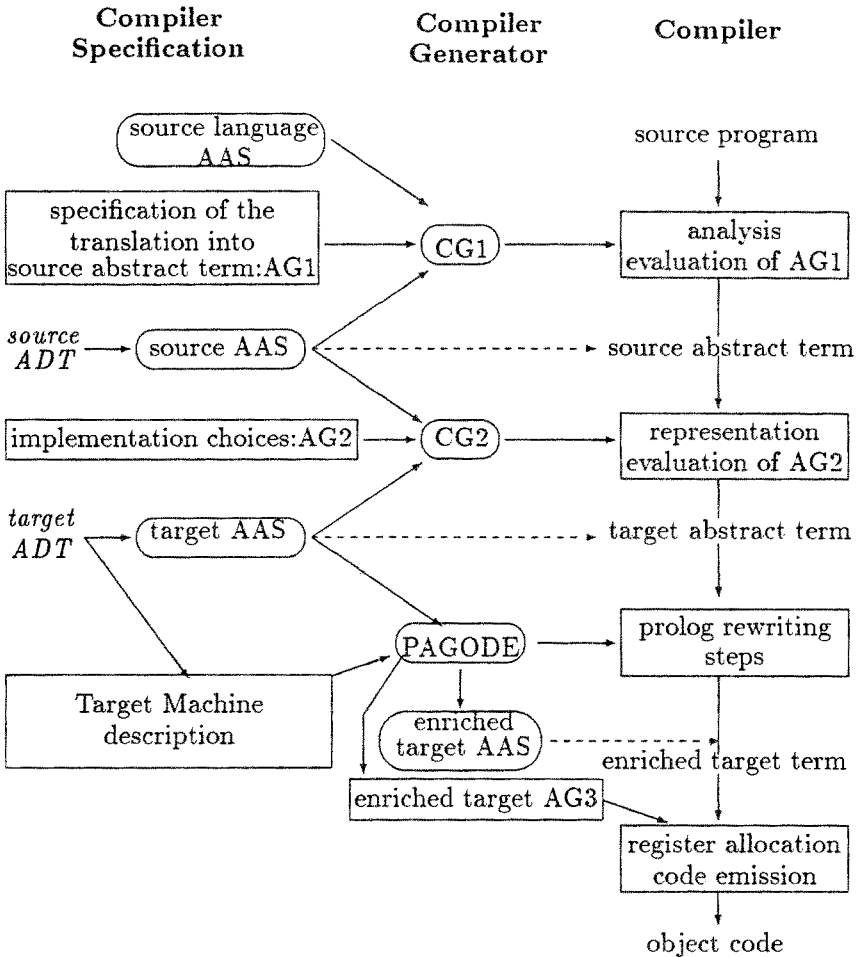 Compiler
Specification
Compiler
Generator
Compiler
source language
AAS
source program
specification of the
translation into
source abstract term:AG1
CG1
analysis
evaluation of AG1
source
ADT
source AAS
source abstract term
implementation choices:AG2
CG2
representation
evaluation of AG2
target
ADT
target AAS
target abstract term
PAGODE
prolog rewriting
steps
Target Machine
description
enriched
target AAS
enriched target term
enriched target AG3
register allocation
code emission
object code